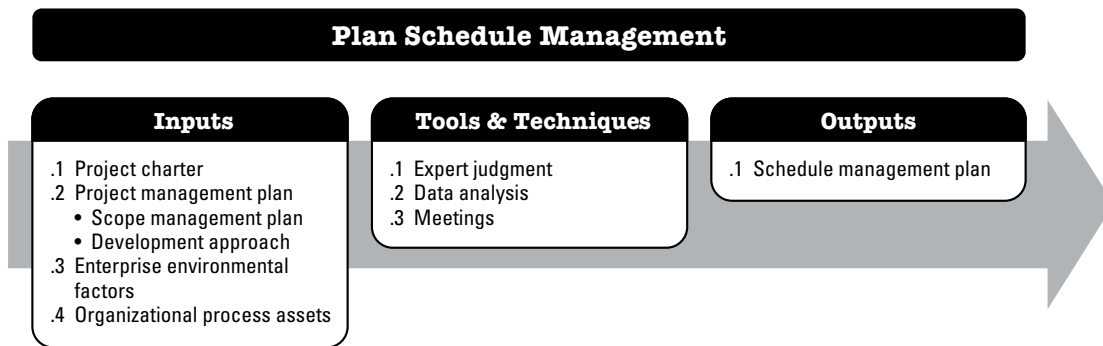 Plan Schedule Management
Inputs
.1 Project charter
.2 Project management plan
• Scope management plan
• Development approach
.3 Enterprise environmental
factors
.4 Organizational process assets
Tools & Techniques
.1 Expert judgment
.2 Data analysis
.3 Meetings
Outputs
.1 Schedule management plan